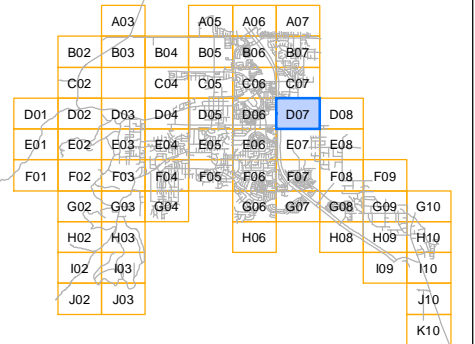 A03 A05 A06 A07
B02 B03 B04 B05 B06 B07
C02 C04 C05 C06 C07
D01 D02 D03 D04 D05 D06 D07 D08
E01 E02 E03 E04 E05 E06 E07 E08
F01 F02 F03 F04 F05 F06 F07 F08 F09
G02 G03 G04 G06 G07 G08 G09 G10
H02 H03 H06 H08 H09 H10
I02 I03 I09 I10
J02 J03 J10
K10